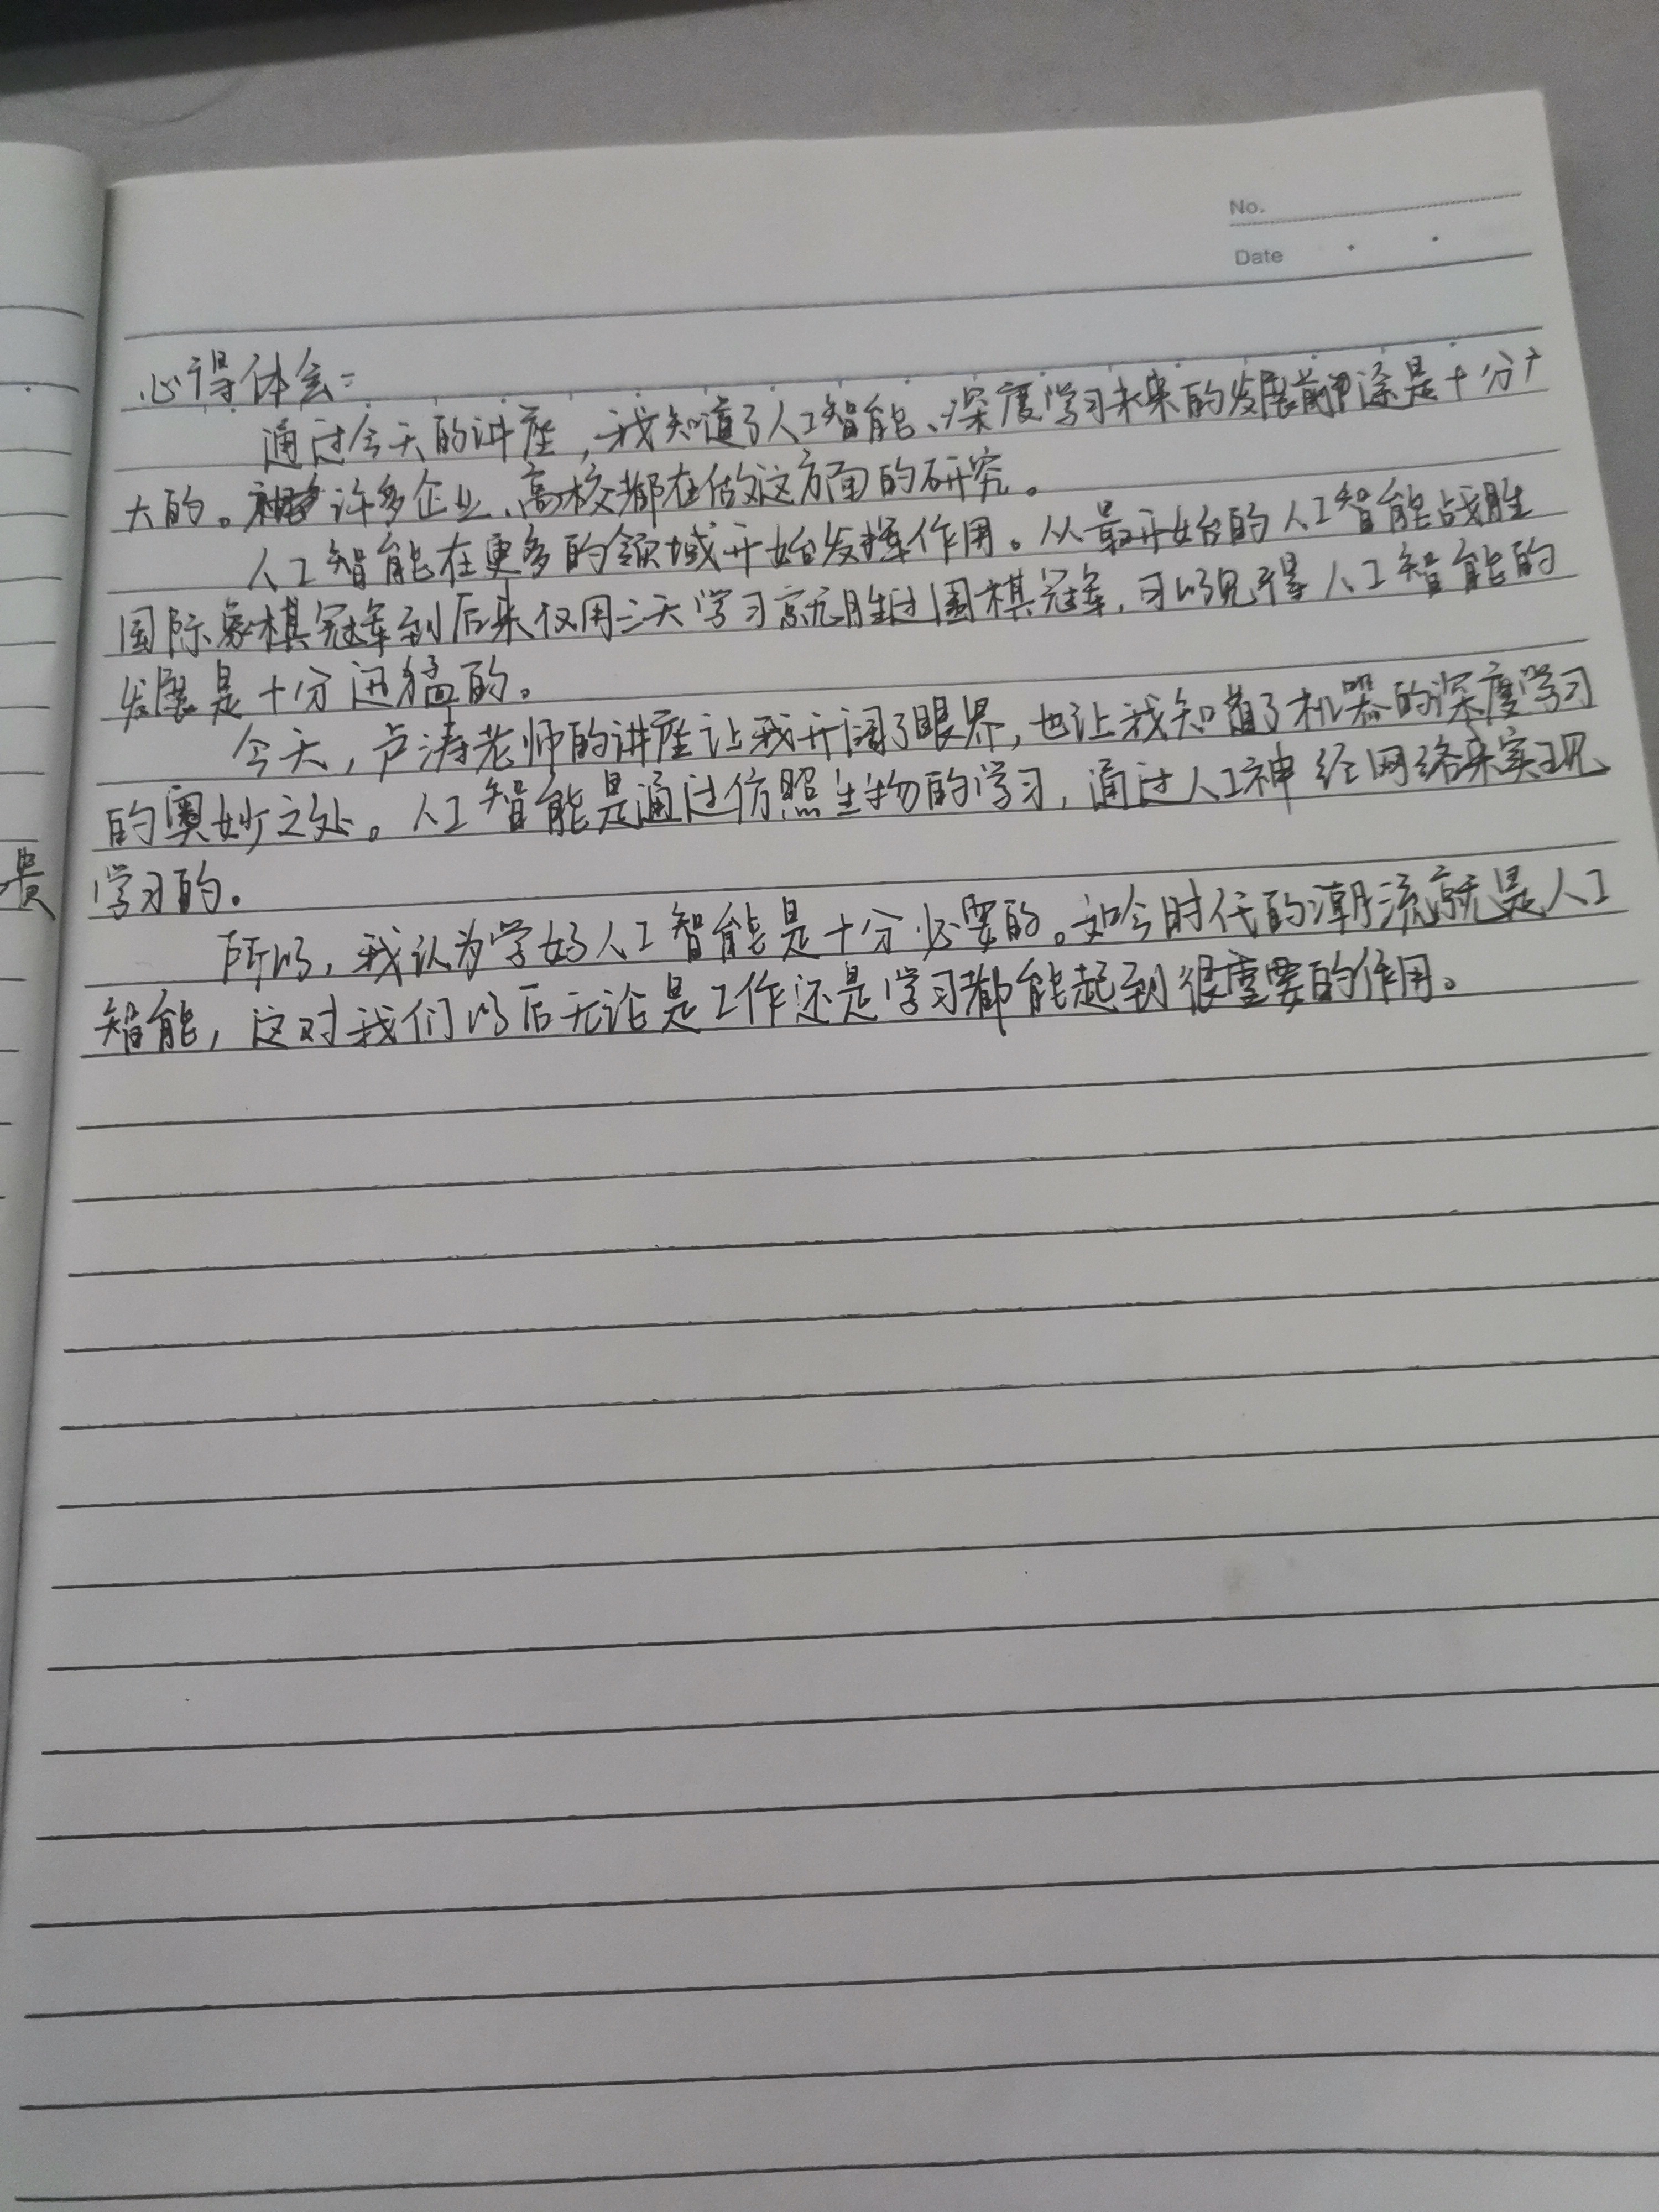 No.
Date
心得体会：
通过今天的讲座，我知道了人工智能、深度学习未来的发展前途是十分广
大的。许多企业、高校都在做这方面的研究。
人工智能在更多的领域开始发挥作用。从最开始的人工智能战胜
国际象棋冠军到后来仅用三天学习就胜过围棋冠军，可以见得人工智能的
发展是十分迅猛的。
今天，卢涛老师的讲座让我开阔了眼界，也让我知道了机器的深度学习
的奥妙之处。人工智能是通过仿照生物的学习，通过人工神经网络来实现
学习的。
所以，我认为学好人工智能是十分必要的。如今时代的潮流就是人工
智能，这对我们以后无论是工作还是学习都能起到很重要的作用。